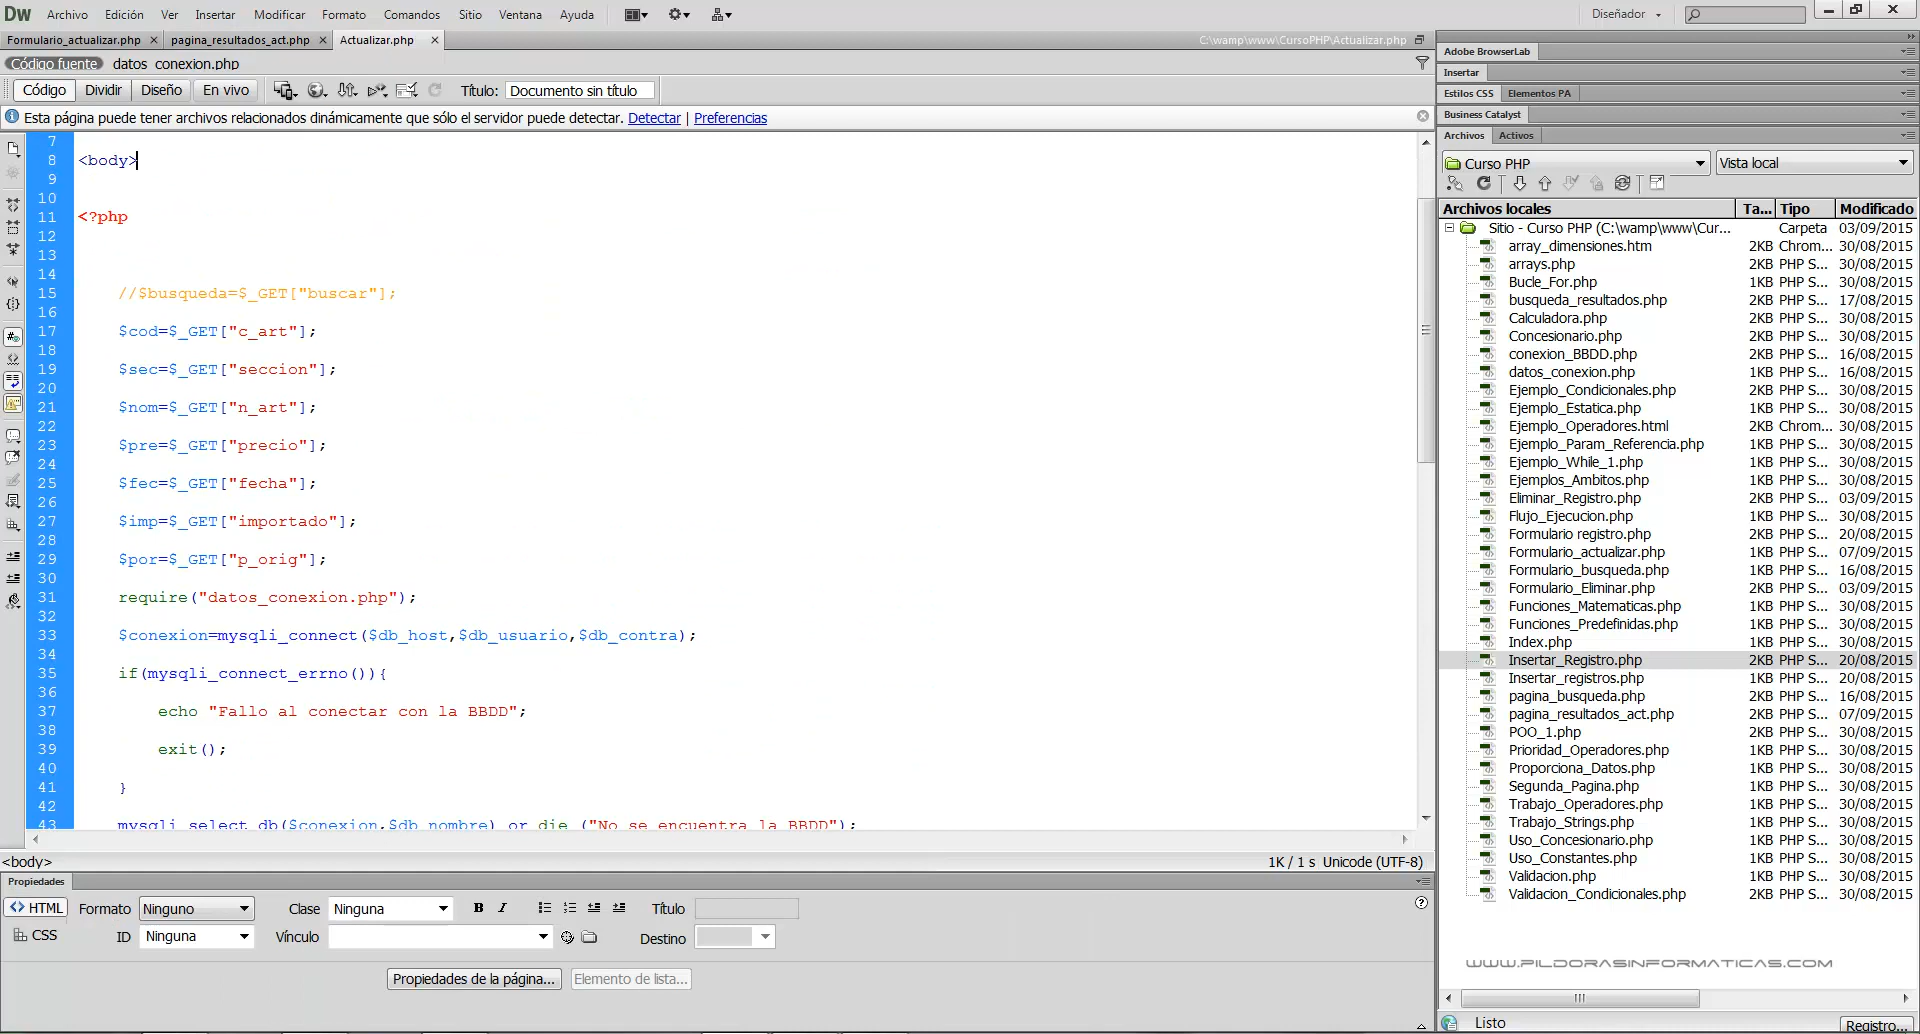 Dw Archivo Edición Ver Insertar Modificar Formato Comandos Sitio Ventana Ayuda Diseñador
Formulario_actualizar.php × pagina_resultados_act.php × Actualizar.php × C:\wamp\www\CursoPHP\Actualizar.php
Código fuente datos_conexion.php
Código Dividir Diseño En vivo Título: Documento sin título
Esta página puede tener archivos relacionados dinámicamente que sólo el servidor puede detectar. Detectar | Preferencias
7
8 <body>
9
10
11 <?php
12
13
14
15 //$busqueda=$_GET["buscar"];
16
17 $cod=$_GET["c_art"];
18
19 $sec=$_GET["seccion"];
20
21 $nom=$_GET["n_art"];
22
23 $pre=$_GET["precio"];
24
25 $fec=$_GET["fecha"];
26
27 $imp=$_GET["importado"];
28
29 $por=$_GET["p_orig"];
30
31 require("datos_conexion.php");
32
33 $conexion=mysqli_connect($db_host,$db_usuario,$db_contra);
34
35 if(mysqli_connect_errno()){
36
37 echo "Fallo al conectar con la BBDD";
38
39 exit();
40
41 }
42
43 mysqli_select_db($conexion,$db_nombre) or die ("No se encuentra la BBDD");
<body> 1K / 1 s Unicode (UTF-8)
Propiedades
<> HTML Formato Ninguno Clase Ninguna B I Título
CSS ID Ninguna Vínculo Destino
Propiedades de la página... Elemento de lista...
Adobe BrowserLab
Insertar
Estilos CSS Elementos PA
Business Catalyst
Archivos Activos
Curso PHP Vista local
Archivos locales Ta... Tipo Modificado
Sitio - Curso PHP (C:\wamp\www\Cur... Carpeta 03/09/2015
array_dimensiones.htm 2KB Chrom... 30/08/2015
arrays.php 2KB PHP S... 30/08/2015
Bucle_For.php 1KB PHP S... 30/08/2015
busqueda_resultados.php 2KB PHP S... 17/08/2015
Calculadora.php 2KB PHP S... 30/08/2015
Concesionario.php 2KB PHP S... 30/08/2015
conexion_BBDD.php 2KB PHP S... 16/08/2015
datos_conexion.php 1KB PHP S... 16/08/2015
Ejemplo_Condicionales.php 2KB PHP S... 30/08/2015
Ejemplo_Estatica.php 1KB PHP S... 30/08/2015
Ejemplo_Operadores.html 2KB Chrom... 30/08/2015
Ejemplo_Param_Referencia.php 1KB PHP S... 30/08/2015
Ejemplo_While_1.php 1KB PHP S... 30/08/2015
Ejemplos_Ambitos.php 1KB PHP S... 30/08/2015
Eliminar_Registro.php 2KB PHP S... 03/09/2015
Flujo_Ejecucion.php 1KB PHP S... 30/08/2015
Formulario registro.php 2KB PHP S... 20/08/2015
Formulario_actualizar.php 1KB PHP S... 07/09/2015
Formulario_busqueda.php 1KB PHP S... 16/08/2015
Formulario_Eliminar.php 2KB PHP S... 03/09/2015
Funciones_Matematicas.php 1KB PHP S... 30/08/2015
Funciones_Predefinidas.php 1KB PHP S... 30/08/2015
Index.php 1KB PHP S... 30/08/2015
Insertar_Registro.php 2KB PHP S... 20/08/2015
Insertar_registros.php 1KB PHP S... 20/08/2015
pagina_busqueda.php 2KB PHP S... 16/08/2015
pagina_resultados_act.php 2KB PHP S... 07/09/2015
POO_1.php 2KB PHP S... 30/08/2015
Prioridad_Operadores.php 1KB PHP S... 30/08/2015
Proporciona_Datos.php 1KB PHP S... 30/08/2015
Segunda_Pagina.php 1KB PHP S... 30/08/2015
Trabajo_Operadores.php 1KB PHP S... 30/08/2015
Trabajo_Strings.php 1KB PHP S... 30/08/2015
Uso_Concesionario.php 1KB PHP S... 30/08/2015
Uso_Constantes.php 1KB PHP S... 30/08/2015
Validacion.php 1KB PHP S... 30/08/2015
Validacion_Condicionales.php 2KB PHP S... 30/08/2015
WWW.PILDORASINFORMATICAS.COM
Listo Registro...